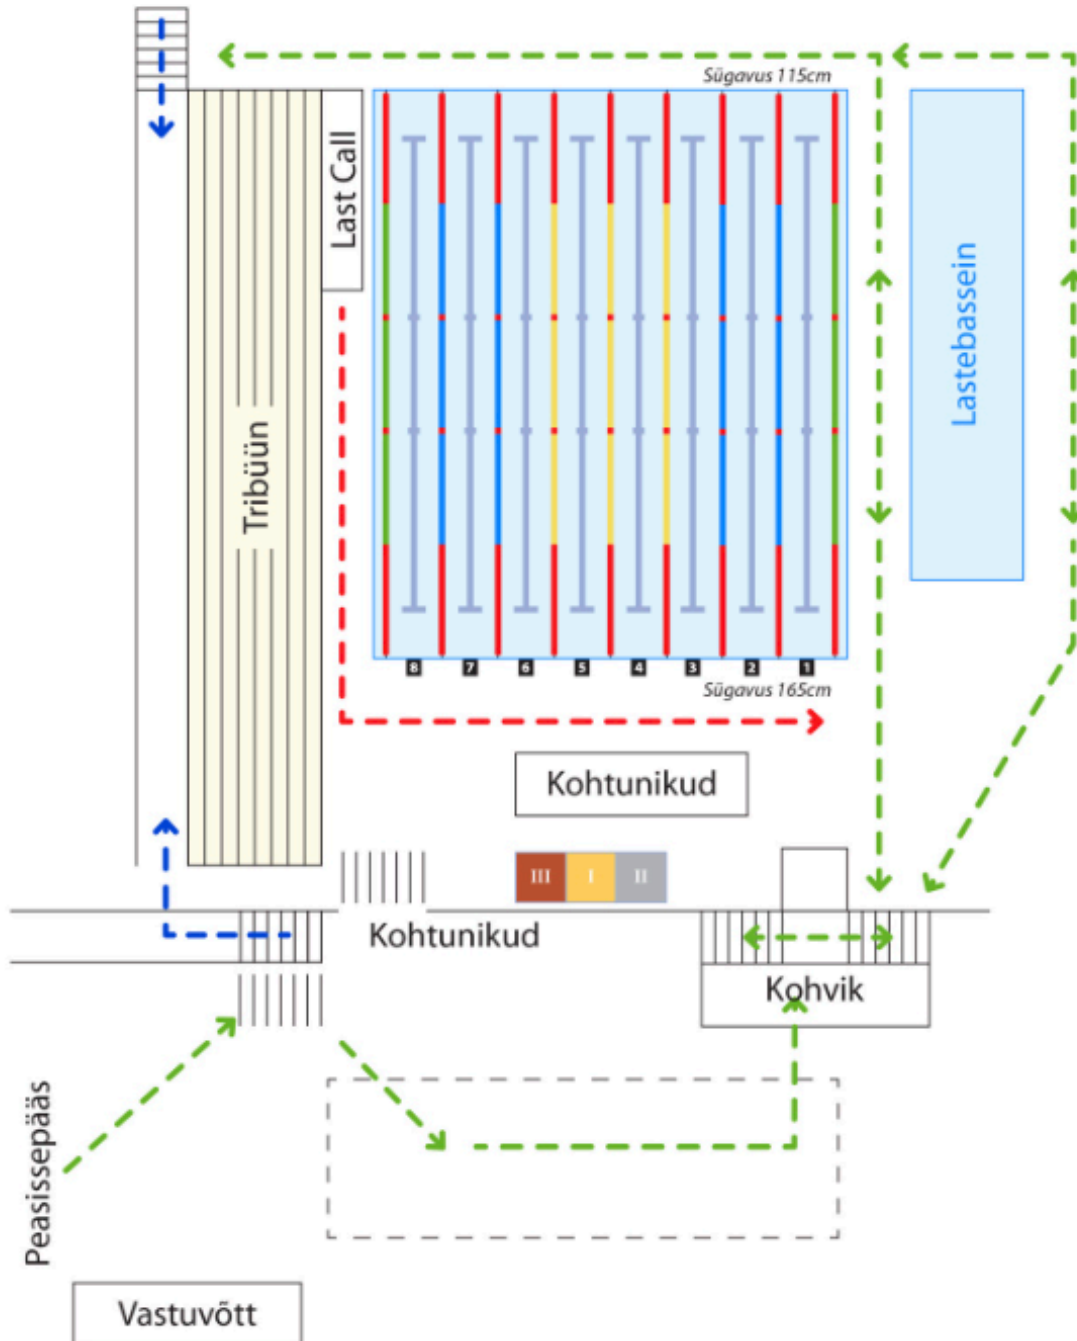 Sügavus 115cm
Last Call
Lastebassein
Tribüün
8 7 6 5 4 3 2 1
Sügavus 165cm
Kohtunikud
III I II
Kohtunikud
Kohvik
Peasissepääs
Vastuvõtt